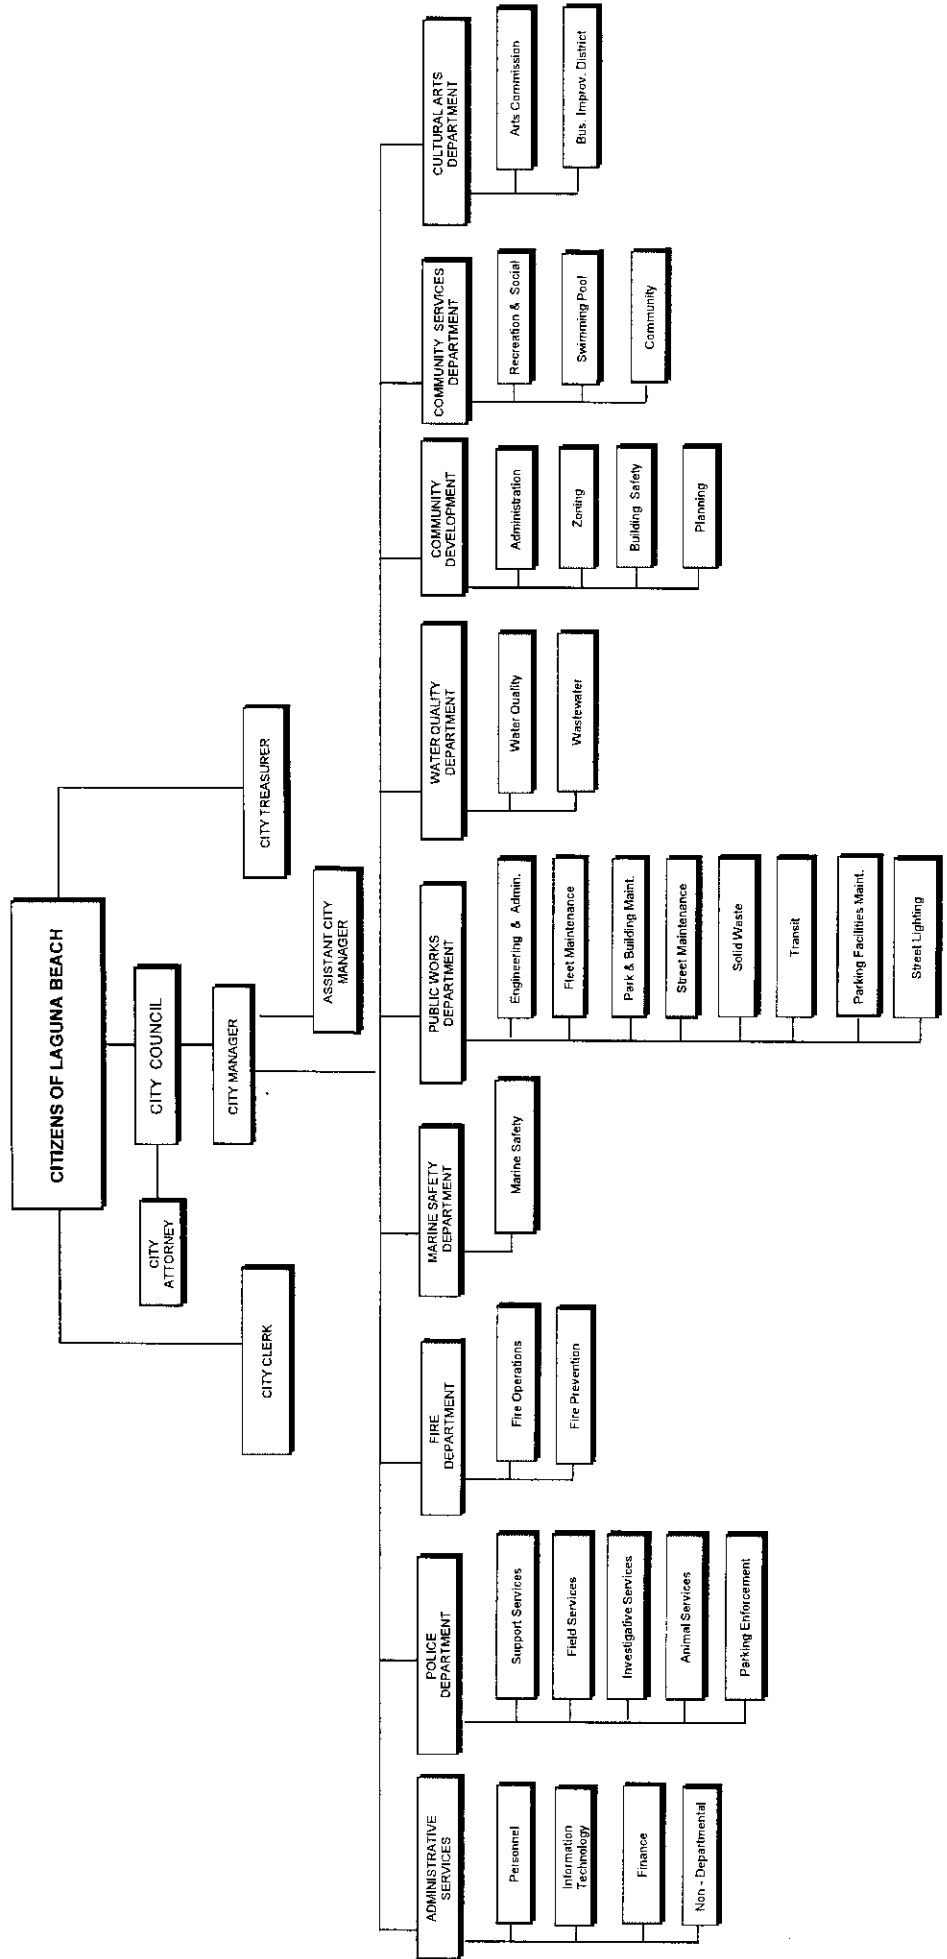 CITIZENS OF LAGUNA BEACH
CITY COUNCIL
CITY
ATTORNEY
CITY MANAGER
CITY CLERK
CITY TREASURER
ASSISTANT CITY
MANAGER
ADMINISTRATIVE
SERVICES
Personnel
Information
Technology
Finance
Non - Departmental
POLICE
DEPARTMENT
Support Services
Field Services
Investigative Services
Animal Services
Parking Enforcement
FIRE
DEPARTMENT
Fire Operations
Fire Prevention
MARINE SAFETY
DEPARTMENT
Marine Safety
PUBLIC WORKS
DEPARTMENT
Engineering & Admin.
Fleet Maintenance
Park & Building Maint.
Street Maintenance
Solid Waste
Transit
Parking Facilities Maint.
Street Lighting
WATER QUALITY
DEPARTMENT
Water Quality
Wastewater
COMMUNITY
DEVELOPMENT
Administration
Zoning
Building Safety
Planning
COMMUNITY SERVICES
DEPARTMENT
Recreation & Social
Swimming Pool
Community
CULTURAL ARTS
DEPARTMENT
Arts Commission
Bus. Improv. District